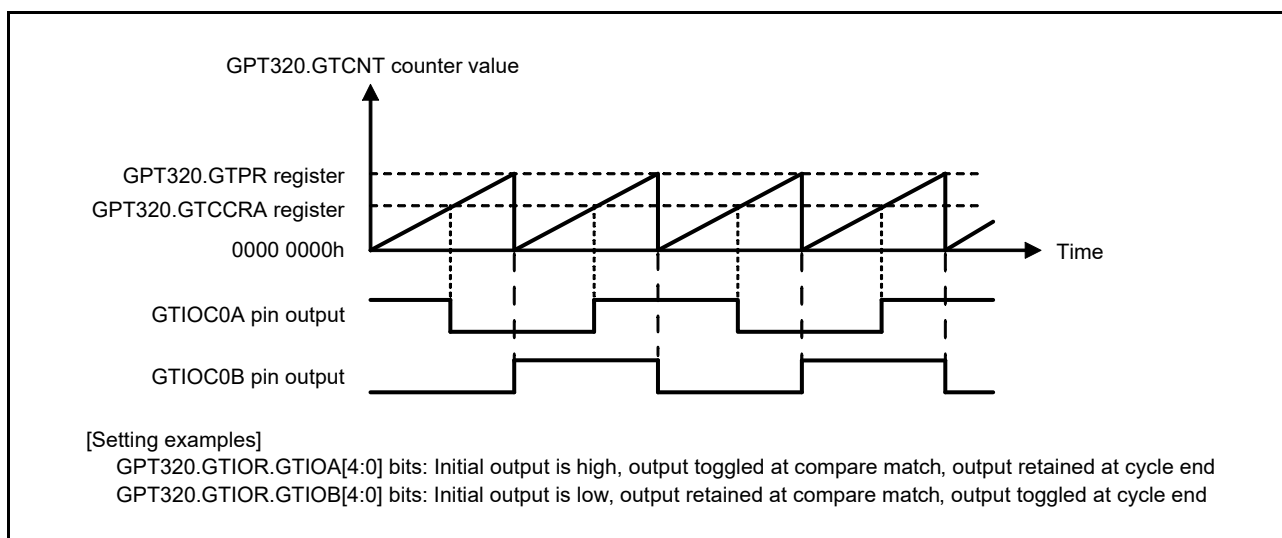 GPT320.GTCNT counter value
GPT320.GTPR register
GPT320.GTCCRA register
0000 0000h
Time
GTIOC0A pin output
GTIOC0B pin output
[Setting examples]
GPT320.GTIOR.GTIOA[4:0] bits: Initial output is high, output toggled at compare match, output retained at cycle end
GPT320.GTIOR.GTIOB[4:0] bits: Initial output is low, output retained at compare match, output toggled at cycle end